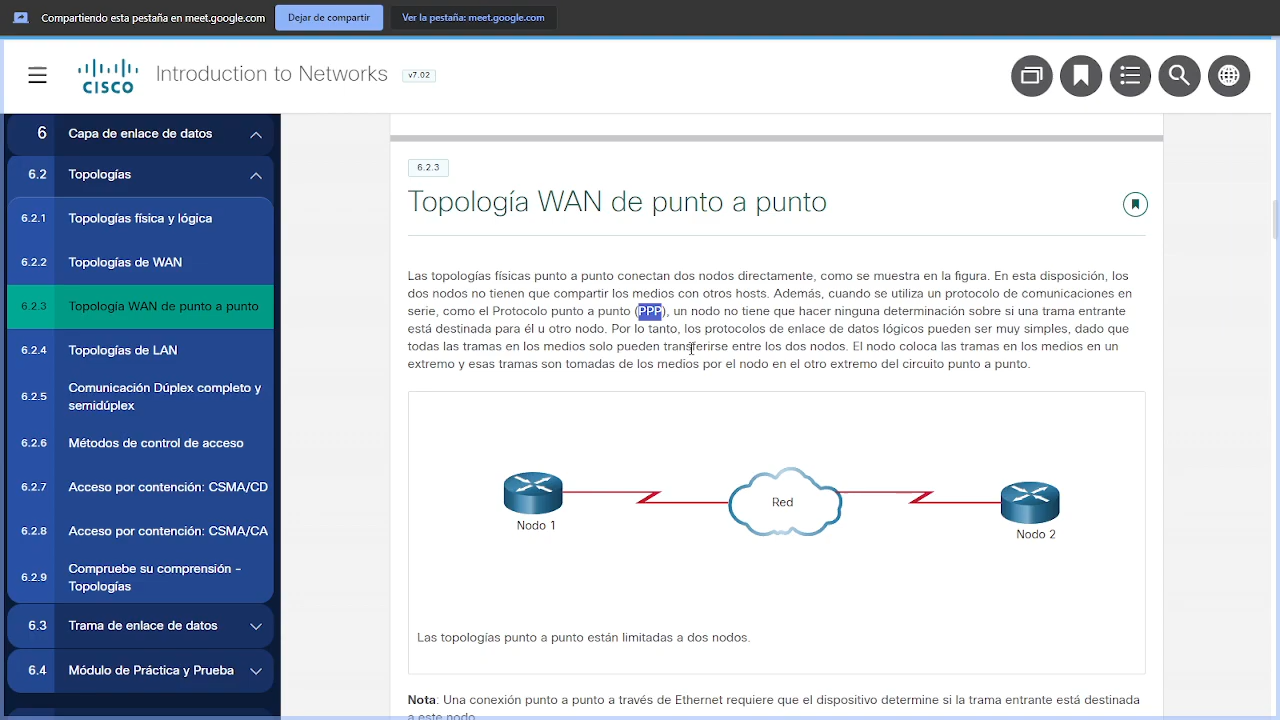 Compartiendo esta pestaña en meet.google.com
Dejar de compartir
Ver la pestaña: meet.google.com
CISCO
Introduction to Networks
v7.02
6 Capa de enlace de datos
6.2 Topologías
6.2.1 Topologías física y lógica
6.2.2 Topologías de WAN
6.2.3 Topología WAN de punto a punto
6.2.4 Topologías de LAN
6.2.5 Comunicación Dúplex completo y
semidúplex
6.2.6 Métodos de control de acceso
6.2.7 Acceso por contención: CSMA/CD
6.2.8 Acceso por contención: CSMA/CA
6.2.9 Compruebe su comprensión -
Topologías
6.3 Trama de enlace de datos
6.4 Módulo de Práctica y Prueba
6.2.3
Topología WAN de punto a punto
Las topologías físicas punto a punto conectan dos nodos directamente, como se muestra en la figura. En esta disposición, los
dos nodos no tienen que compartir los medios con otros hosts. Además, cuando se utiliza un protocolo de comunicaciones en
serie, como el Protocolo punto a punto (PPP), un nodo no tiene que hacer ninguna determinación sobre si una trama entrante
está destinada para él u otro nodo. Por lo tanto, los protocolos de enlace de datos lógicos pueden ser muy simples, dado que
todas las tramas en los medios solo pueden transferirse entre los dos nodos. El nodo coloca las tramas en los medios en un
extremo y esas tramas son tomadas de los medios por el nodo en el otro extremo del circuito punto a punto.
Nodo 1
Red
Nodo 2
Las topologías punto a punto están limitadas a dos nodos.
Nota: Una conexión punto a punto a través de Ethernet requiere que el dispositivo determine si la trama entrante está destinada
a este nodo